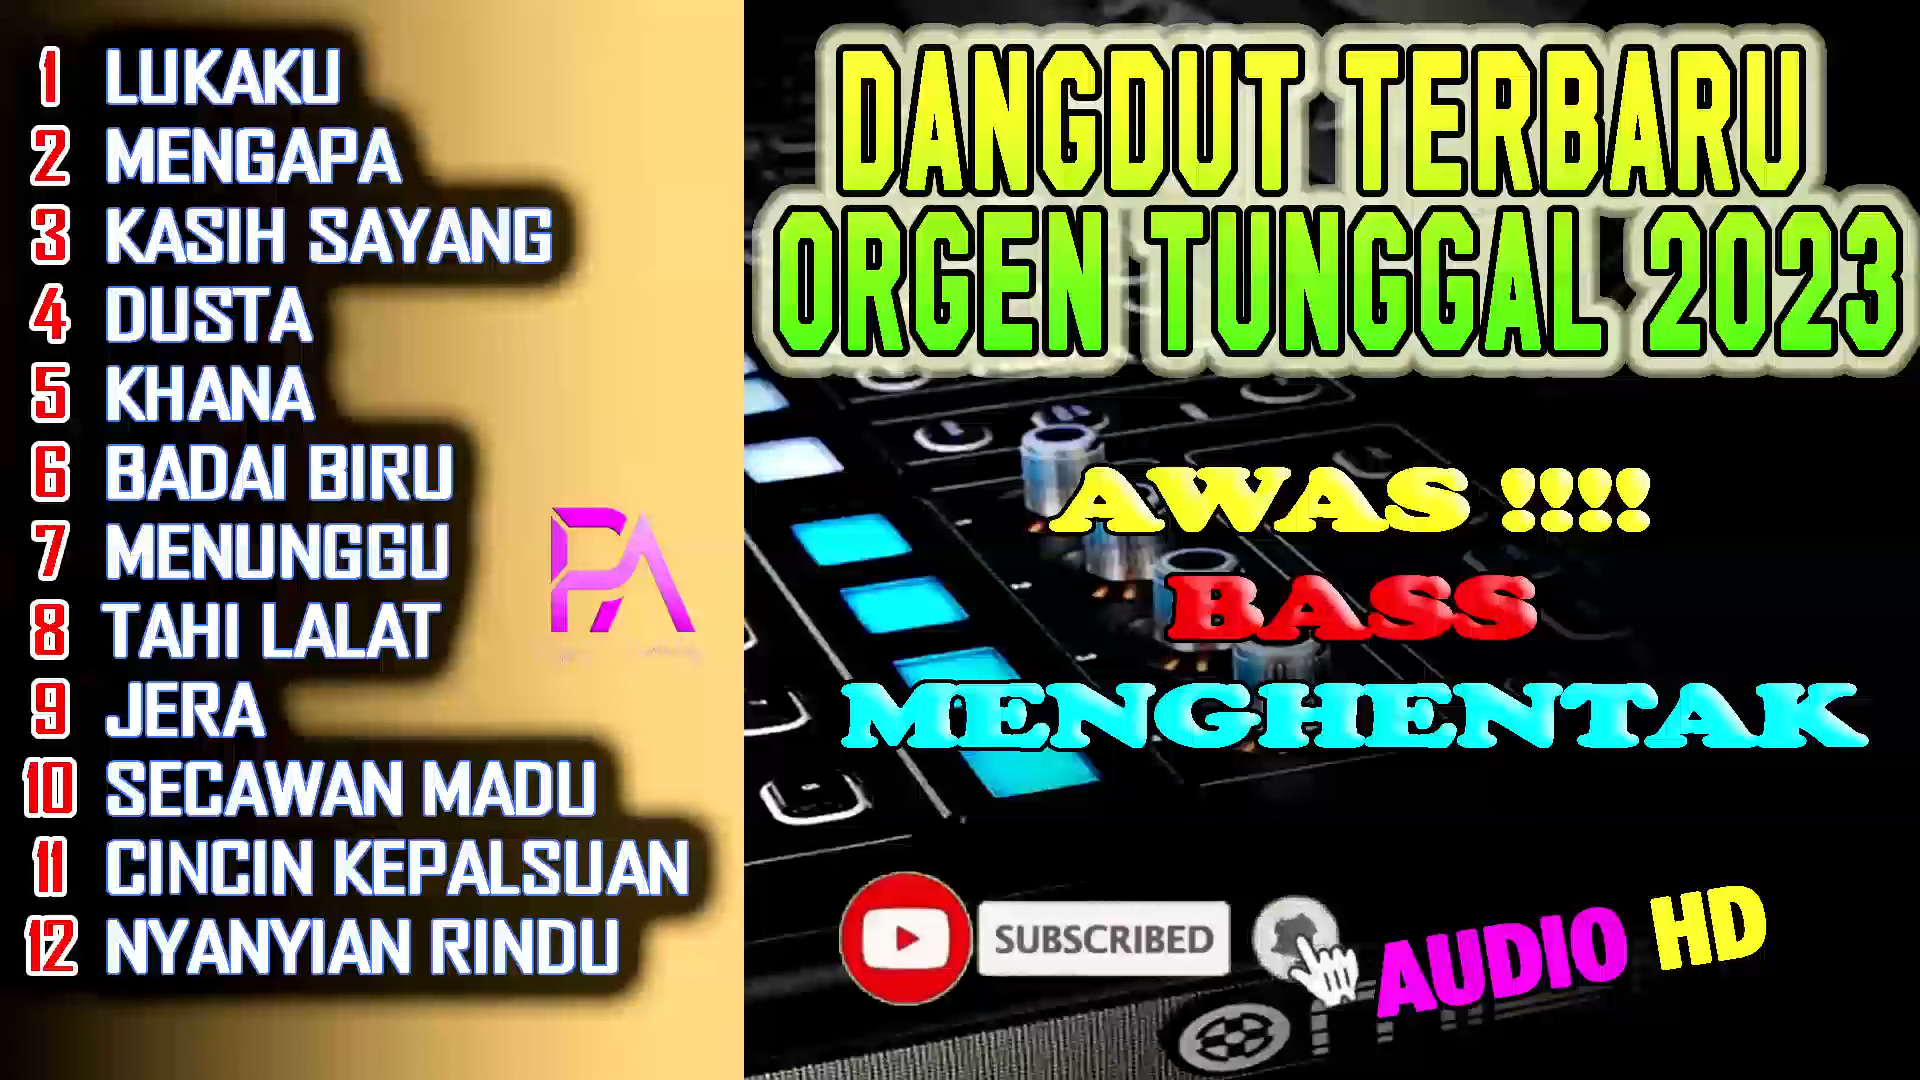 1 LUKAKU
2 MENGAPA
3 KASIH SAYANG
4 DUSTA
5 KHANA
6 BADAI BIRU
7 MENUNGGU
8 TAHI LALAT
9 JERA
10 SECAWAN MADU
11 CINCIN KEPALSUAN
12 NYANYIAN RINDU
PA
DANGDUT TERBARU
ORGEN TUNGGAL 2023
AWAS !!!!
BASS
MENGHENTAK
SUBSCRIBED
AUDIO HD